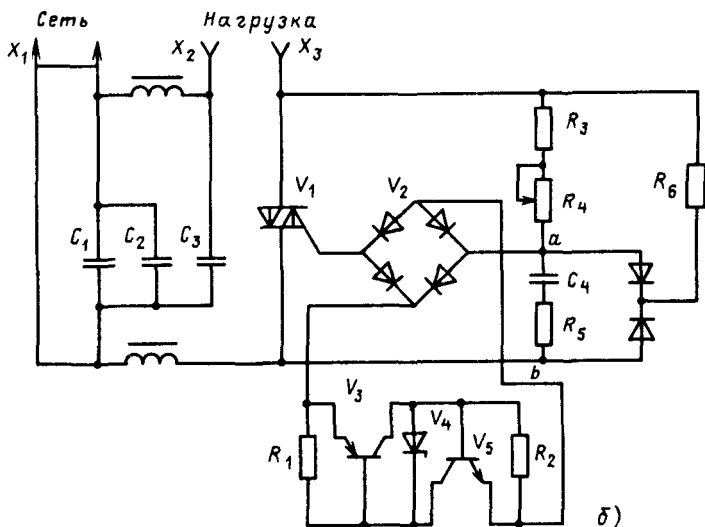 Сеть Нагрузка
X1 X2 X3
R3
V1 V2 R4 R6
C1 C2 C3 a
C4
R5
b
V3 V4 V5
R1 R2
б)